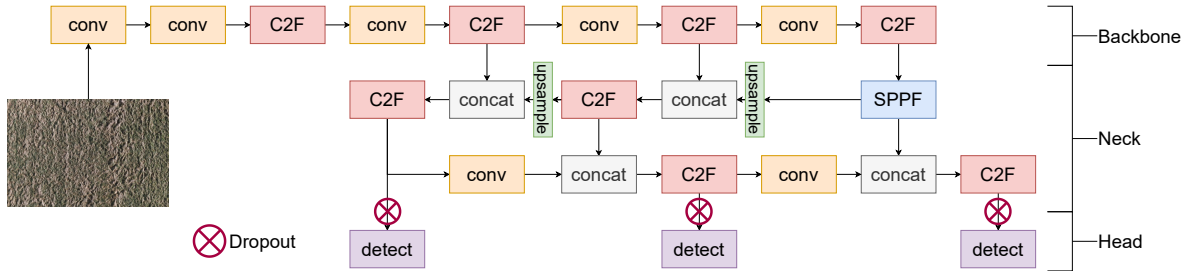 conv
conv
C2F
conv
C2F
conv
C2F
conv
C2F
Backbone
C2F
concat
upsample
C2F
concat
upsample
SPPF
Neck
conv
concat
C2F
conv
concat
C2F
Dropout
detect
detect
detect
Head